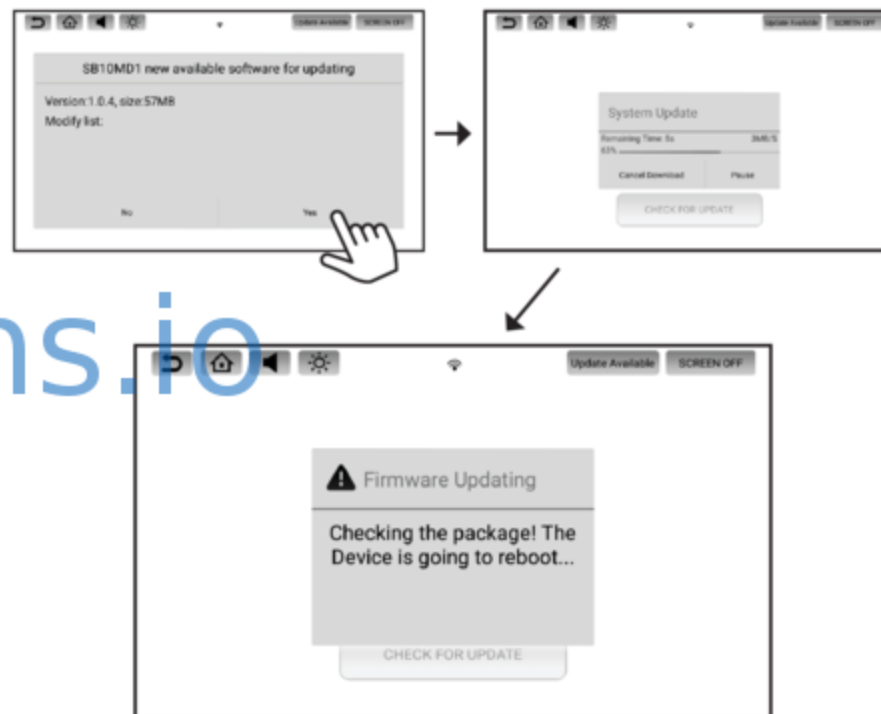 Update Available SCREEN OFF
SB10MD1 new available software for updating
Version:1.0.4, size:57MB
Modify list:
No Yes
Update Available SCREEN OFF
System Update
Remaining Time: 5s 3MB/S
63%
Cancel Download Pause
CHECK FOR UPDATE
ns.io
Update Available SCREEN OFF
Firmware Updating
Checking the package! The
Device is going to reboot...
CHECK FOR UPDATE